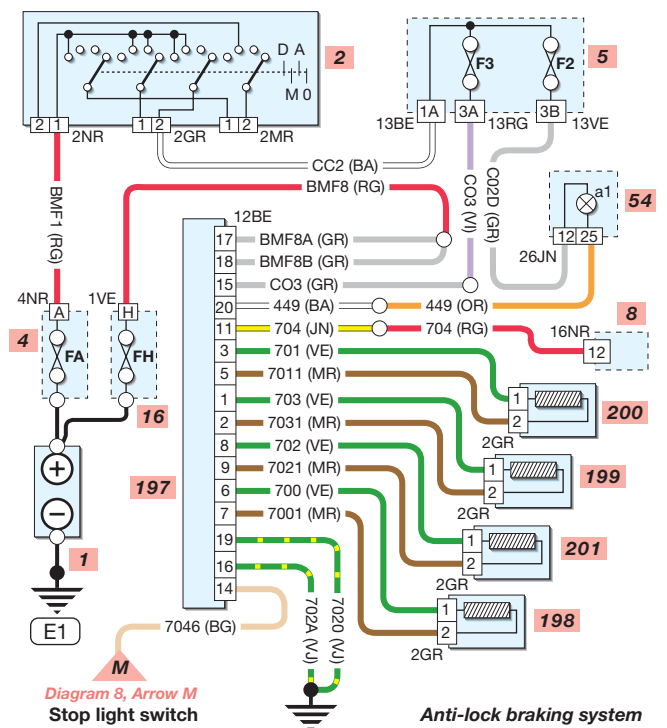 D A
M 0
2
2 1
2NR
1 2
2GR
1 2
2MR
F3
F2
5
1A
3A
3B
13BE
13RG
13VE
CC2 (BA)
BMF8 (RG)
BMF1 (RG)
CO3 (VI)
C02D (GR)
a1
54
12 25
26JN
12BE
17
BMF8A (GR)
18
BMF8B (GR)
15
CO3 (GR)
20
449 (BA)
449 (OR)
11
704 (JN)
704 (RG)
16NR
8
12
4NR
1VE
A
H
4
FA
FH
16
3
701 (VE)
5
7011 (MR)
1
2
2GR
200
1
703 (VE)
2
7031 (MR)
1
2
2GR
199
8
702 (VE)
9
7021 (MR)
1
2
2GR
201
6
700 (VE)
7
7001 (MR)
1
2
2GR
198
197
19
16
14
+
−
1
E1
7046 (BG)
702A (VJ)
7020 (VJ)
M
Diagram 8, Arrow M
Stop light switch
Anti-lock braking system